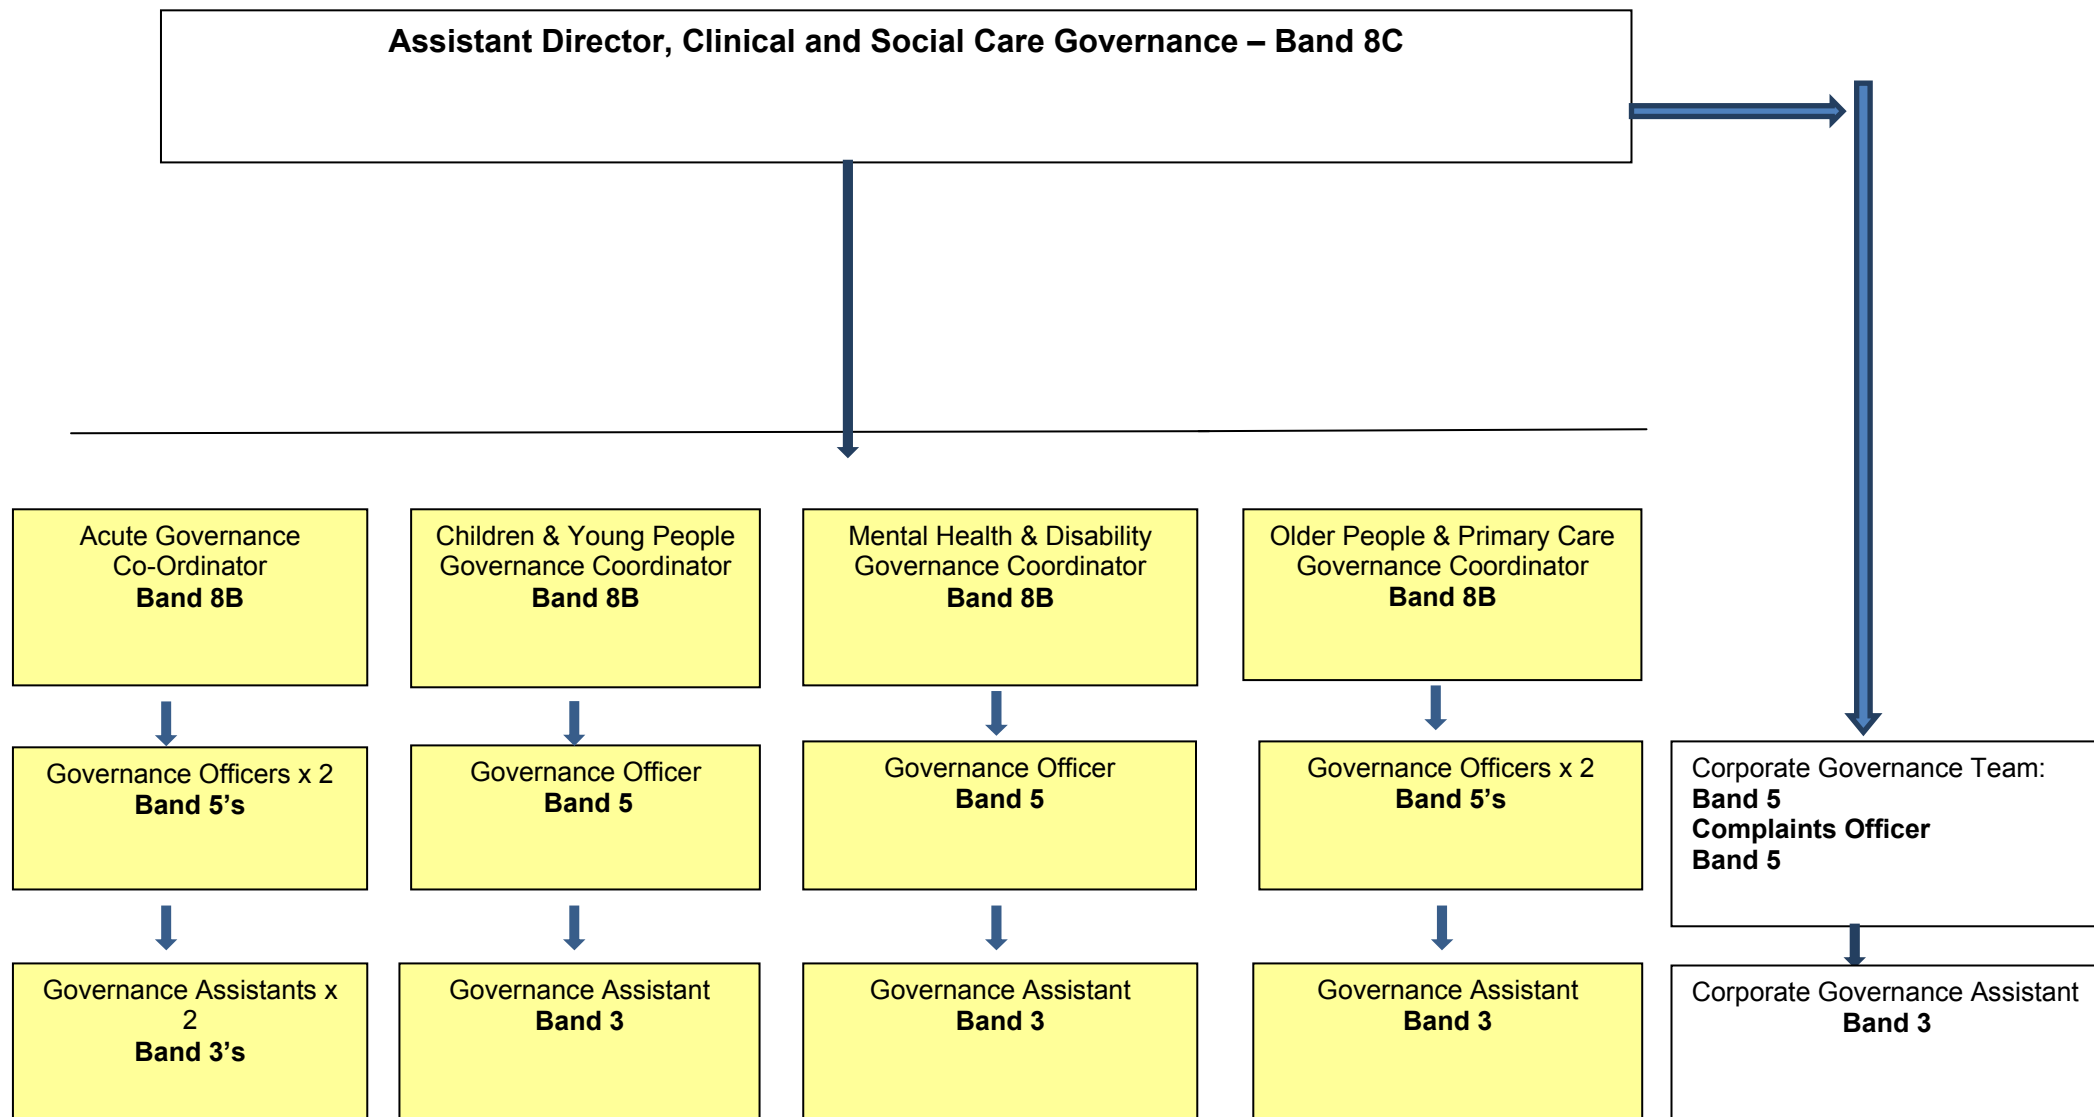 Assistant Director, Clinical and Social Care Governance – Band 8C
Acute Governance
Co-Ordinator
Band 8B
Children & Young People
Governance Coordinator
Band 8B
Mental Health & Disability
Governance Coordinator
Band 8B
Older People & Primary Care
Governance Coordinator
Band 8B
Governance Officers x 2
Band 5’s
Governance Officer
Band 5
Governance Officer
Band 5
Governance Officers x 2
Band 5’s
Corporate Governance Team:
Band 5
Complaints Officer
Band 5
Governance Assistants x
2
Band 3’s
Governance Assistant
Band 3
Governance Assistant
Band 3
Governance Assistant
Band 3
Corporate Governance Assistant
Band 3